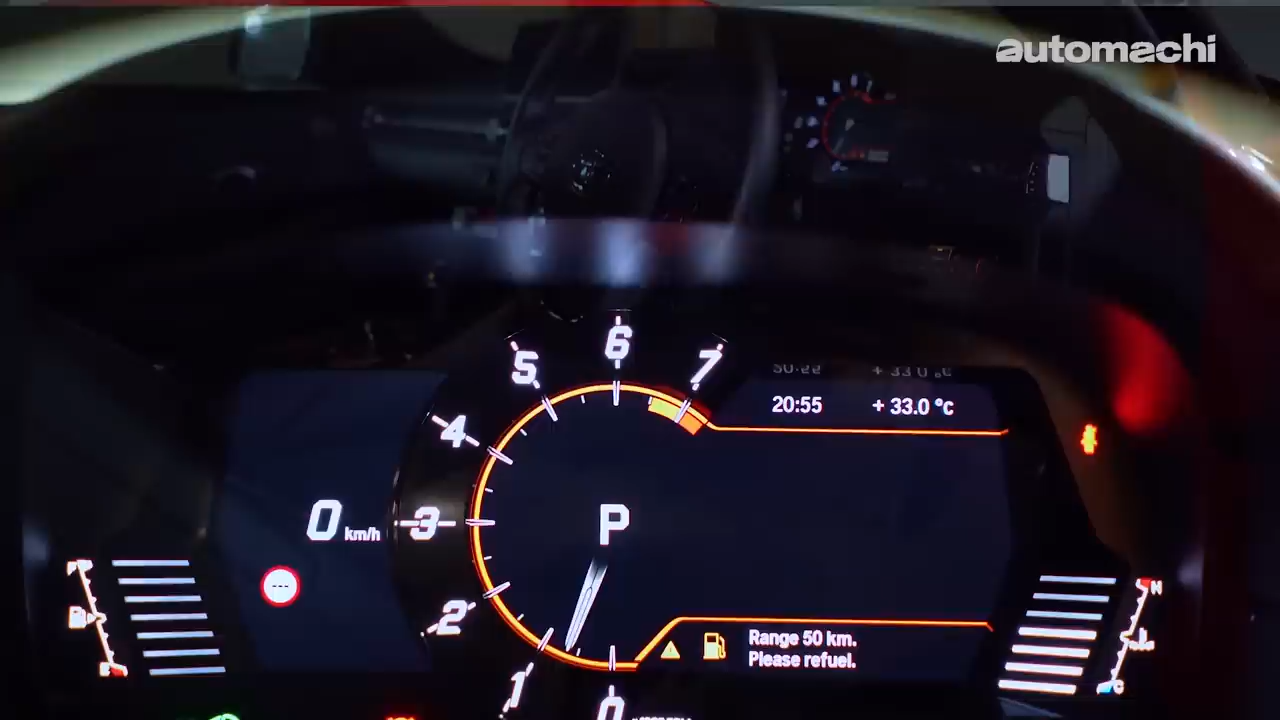 automachi
6
5
7
20:55
+ 33.0 °C
4
0 km/h
3
P
F
H
2
Range 50 km.
Please refuel.
C
1
0